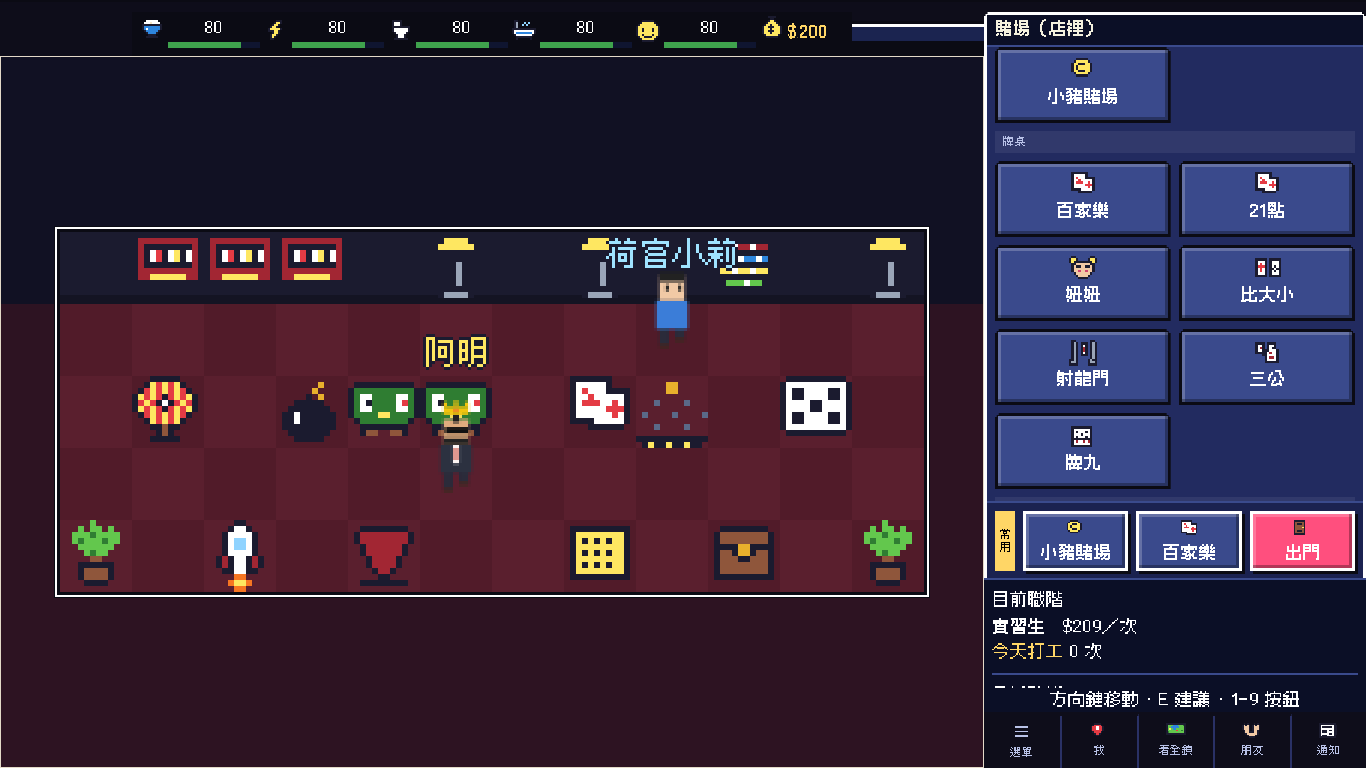 80
80
80
80
80
$200
荷官小莉
阿明
賭場（店裡）
小豬賭場
牌桌
百家樂
21點
妞妞
比大小
射龍門
三公
牌九
常用
小豬賭場
百家樂
出門
目前職階
實習生 $209／次
今天打工 0 次
方向鍵移動・E 建議・1-9 按鈕
選單
我
看全鎮
朋友
通知